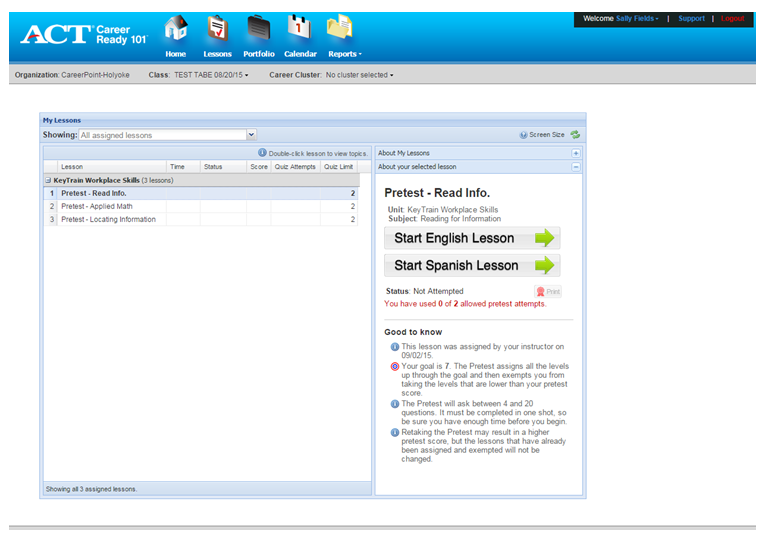 Welcome Sally Fields | Support | Logout
ACT Career Ready 101
Home Lessons Portfolio Calendar Reports
Organization: CareerPoint-Holyoke Class: TEST TABE 08/20/15 Career Cluster: No cluster selected
My Lessons
Showing: All assigned lessons Screen Size
Double-click lesson to view topics.
Lesson Time Status Score Quiz Attempts Quiz Limit
KeyTrain Workplace Skills (3 lessons)
1 Pretest - Read Info. 2
2 Pretest - Applied Math 2
3 Pretest - Locating Information 2
Showing all 3 assigned lessons.
About My Lessons
About your selected lesson
Pretest - Read Info.
Unit: KeyTrain Workplace Skills
Subject: Reading for Information
Start English Lesson
Start Spanish Lesson
Status: Not Attempted Print
You have used 0 of 2 allowed pretest attempts.
Good to know
This lesson was assigned by your instructor on
09/02/15.
Your goal is 7. The Pretest assigns all the levels
up through the goal and then exempts you from
taking the levels that are lower than your pretest
score.
The Pretest will ask between 4 and 20
questions. It must be completed in one shot, so
be sure you have enough time before you begin.
Retaking the Pretest may result in a higher
pretest score, but the lessons that have already
been assigned and exempted will not be
changed.